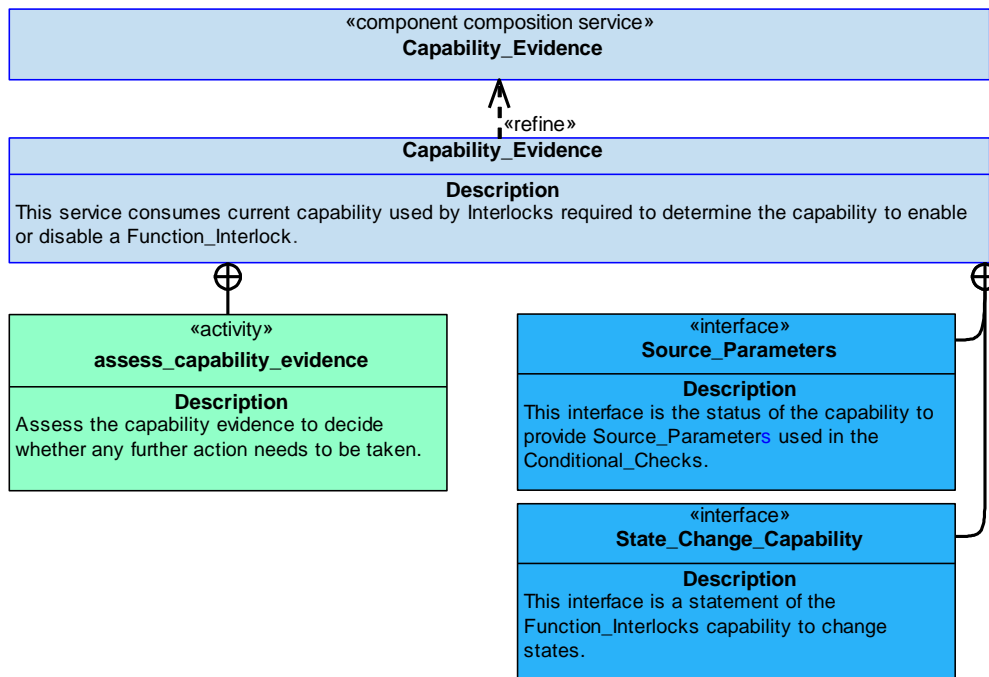 «component composition service»
Capability_Evidence
«refine»
Capability_Evidence
Description
This service consumes current capability used by Interlocks required to determine the capability to enable
or disable a Function_Interlock.
«activity»
assess_capability_evidence
Description
Assess the capability evidence to decide
whether any further action needs to be taken.
«interface»
Source_Parameters
Description
This interface is the status of the capability to
provide Source_Parameters used in the
Conditional_Checks.
«interface»
State_Change_Capability
Description
This interface is a statement of the
Function_Interlocks capability to change
states.